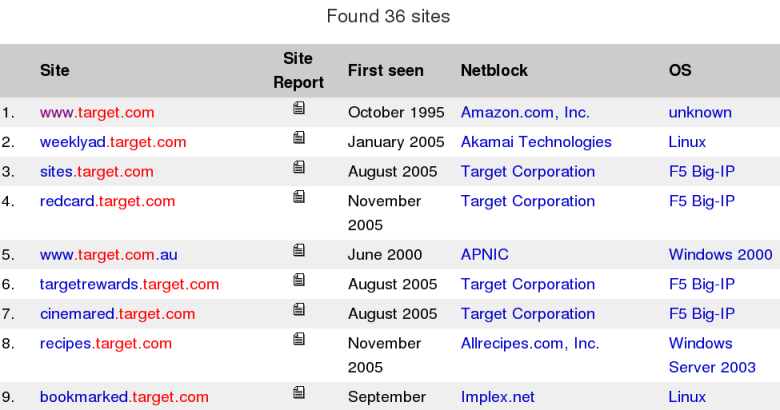 Found 36 sites
Site Site Report First seen Netblock OS
1. www.target.com October 1995 Amazon.com, Inc. unknown
2. weeklyad.target.com January 2005 Akamai Technologies Linux
3. sites.target.com August 2005 Target Corporation F5 Big-IP
4. redcard.target.com November 2005 Target Corporation F5 Big-IP
5. www.target.com.au June 2000 APNIC Windows 2000
6. targetrewards.target.com August 2005 Target Corporation F5 Big-IP
7. cinemared.target.com August 2005 Target Corporation F5 Big-IP
8. recipes.target.com November 2005 Allrecipes.com, Inc. Windows Server 2003
9. bookmarked.target.com September Implex.net Linux